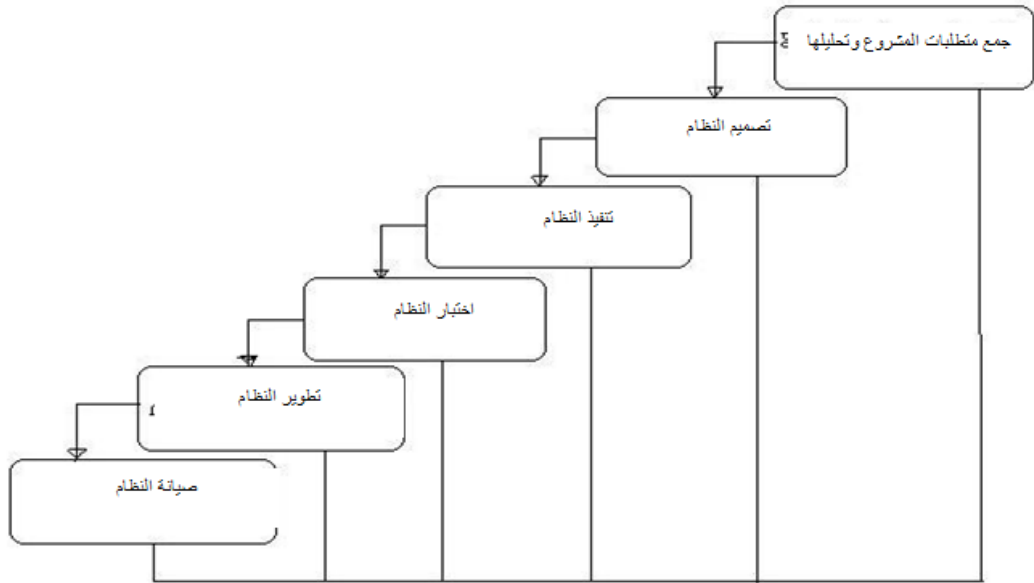 جمع متطلبات المشروع وتحليلها
تصميم النظام
تنفيذ النظام
اختبار النظام
تطوير النظام
صيانة النظام